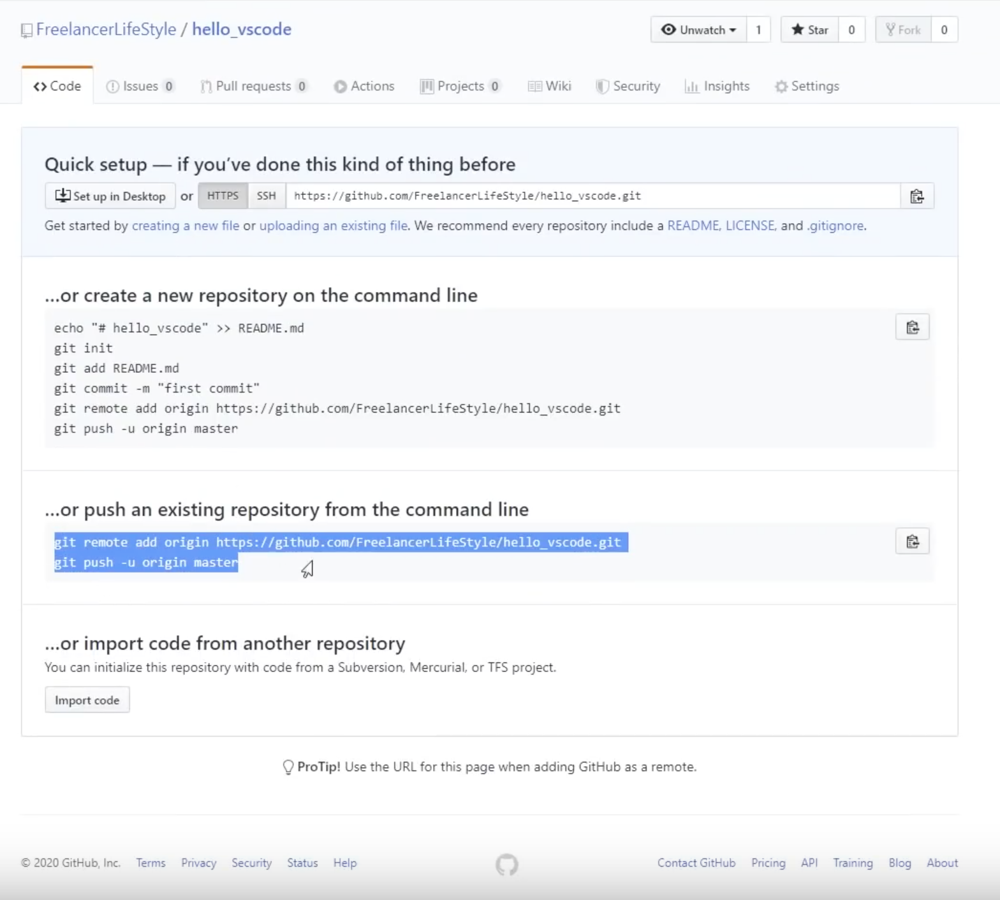 FreelancerLifeStyle / hello_vscode
Unwatch 1 Star 0 Fork 0
Code Issues 0 Pull requests 0 Actions Projects 0 Wiki Security Insights Settings
Quick setup — if you've done this kind of thing before
Set up in Desktop or HTTPS SSH https://github.com/FreelancerLifeStyle/hello_vscode.git
Get started by creating a new file or uploading an existing file. We recommend every repository include a README, LICENSE, and .gitignore.
…or create a new repository on the command line
echo "# hello_vscode" >> README.md
git init
git add README.md
git commit -m "first commit"
git remote add origin https://github.com/FreelancerLifeStyle/hello_vscode.git
git push -u origin master
…or push an existing repository from the command line
git remote add origin https://github.com/FreelancerLifeStyle/hello_vscode.git
git push -u origin master
…or import code from another repository
You can initialize this repository with code from a Subversion, Mercurial, or TFS project.
Import code
ProTip! Use the URL for this page when adding GitHub as a remote.
© 2020 GitHub, Inc. Terms Privacy Security Status Help Contact GitHub Pricing API Training Blog About